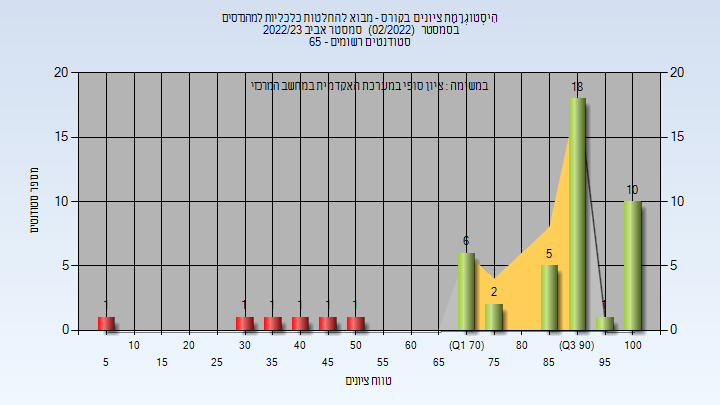 היסטוגרמת ציונים בקורס - מבוא להחלטות כלכליות למהנדסים
בסמסטר (02/2022) סמסטר אביב 2022/23
סטודנטים רשומים - 65
במשימה : ציון סופי במערכת האקדמית במחשב המרכזי
מספר סטודנטים
20 20
15 15
10 10
5 5
0 0
1 1 1 1 1 1 6 2 5 18 1 10
10 20 30 40 50 60 (Q1 70) 80 (Q3 90) 100
5 15 25 35 45 55 65 75 85 95
טווח ציונים